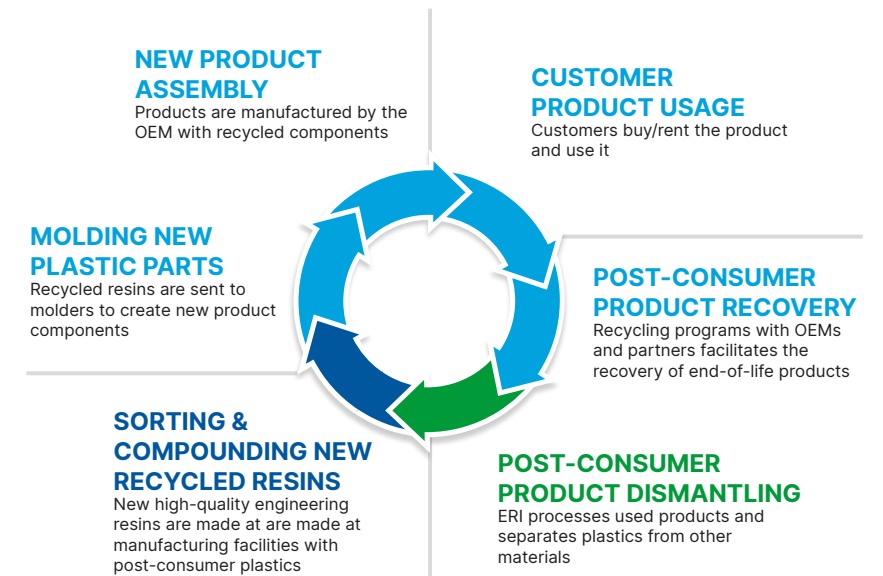 NEW PRODUCT
ASSEMBLY
Products are manufactured by the
OEM with recycled components
CUSTOMER
PRODUCT USAGE
Customers buy/rent the product
and use it
MOLDING NEW
PLASTIC PARTS
Recycled resins are sent to
molders to create new product
components
POST-CONSUMER
PRODUCT RECOVERY
Recycling programs with OEMs
and partners facilitates the
recovery of end-of-life products
SORTING &
COMPOUNDING NEW
RECYCLED RESINS
New high-quality engineering
resins are made at are made at
manufacturing facilities with
post-consumer plastics
POST-CONSUMER
PRODUCT DISMANTLING
ERI processes used products and
separates plastics from other
materials